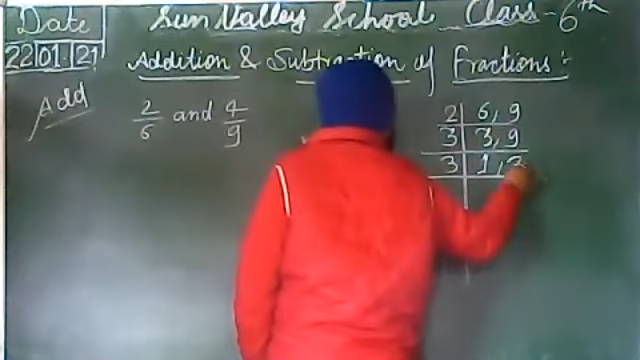 Date Sun Valley School Class - 6th
22|01|21 Addition & Subtraction of Fractions :
Add
2/6 and 4/9
2 | 6, 9
3 | 3, 9
3 | 1, 3